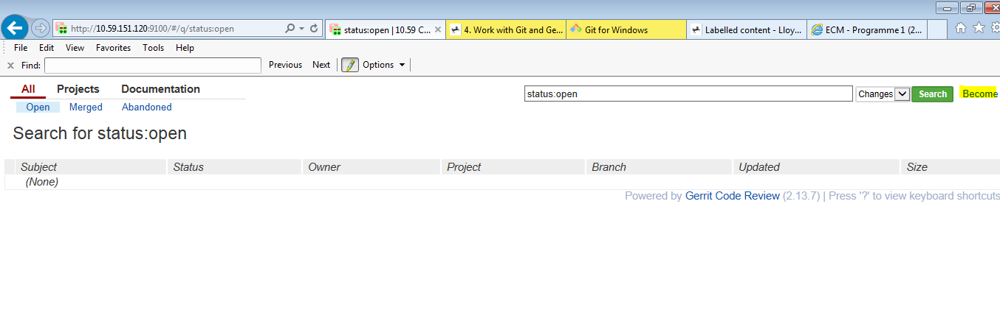 http://10.59.151.120:9100/#/q/status:open
status:open | 10.59 C...
4. Work with Git and Ge...
Git for Windows
Labelled content - Lloy...
ECM - Programme 1 (2...
File Edit View Favorites Tools Help
x Find: Previous Next Options
All Projects Documentation
status:open Changes Search Become
Open Merged Abandoned
Search for status:open
Subject Status Owner Project Branch Updated Size
(None)
Powered by Gerrit Code Review (2.13.7) | Press '?' to view keyboard shortcuts